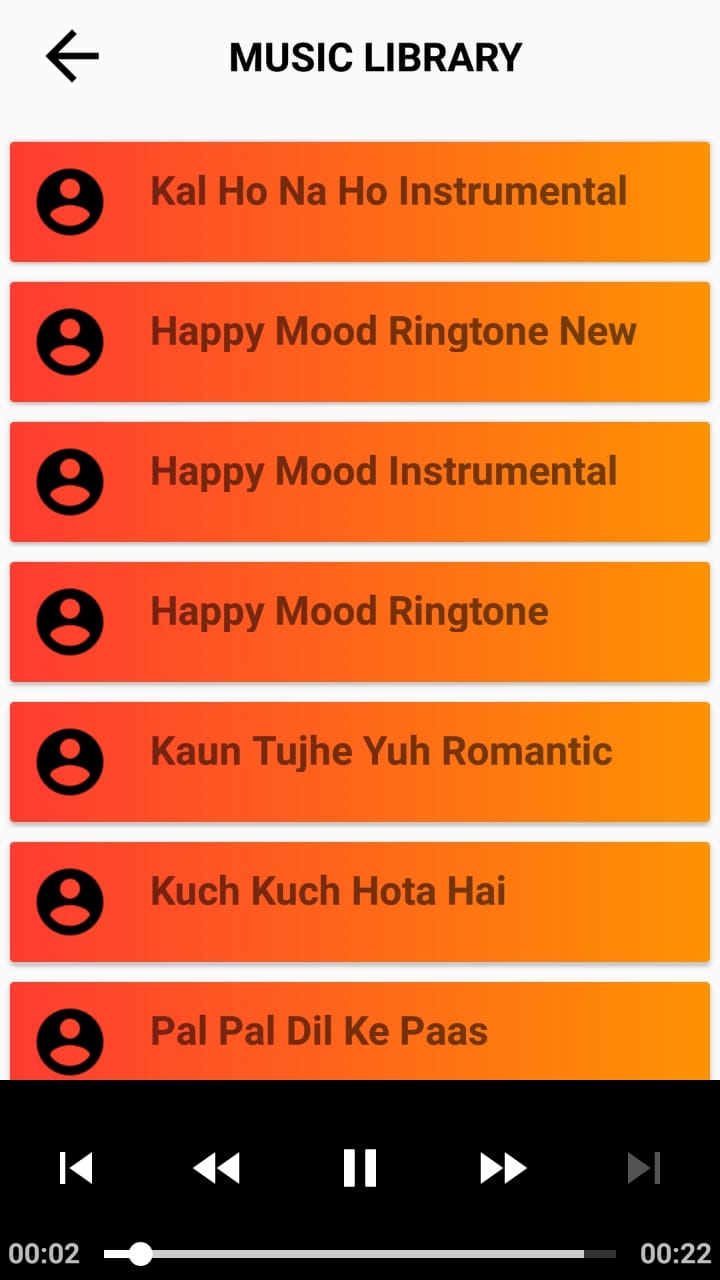 MUSIC LIBRARY
Kal Ho Na Ho Instrumental
Happy Mood Ringtone New
Happy Mood Instrumental
Happy Mood Ringtone
Kaun Tujhe Yuh Romantic
Kuch Kuch Hota Hai
Pal Pal Dil Ke Paas
00:02 00:22